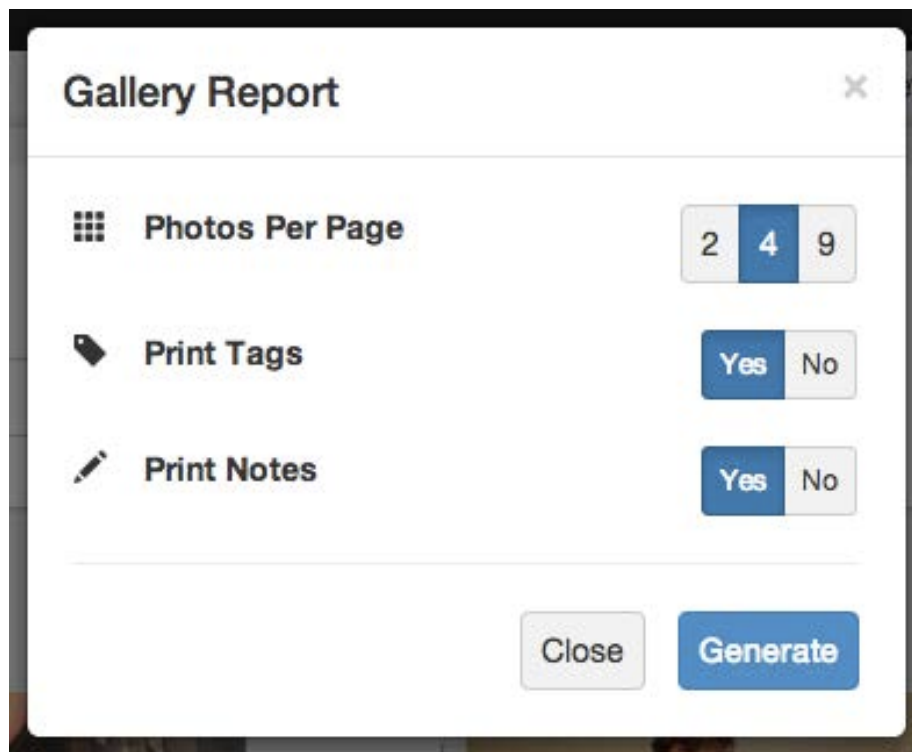 Gallery Report ×
Photos Per Page 2 4 9
Print Tags Yes No
Print Notes Yes No
Close Generate